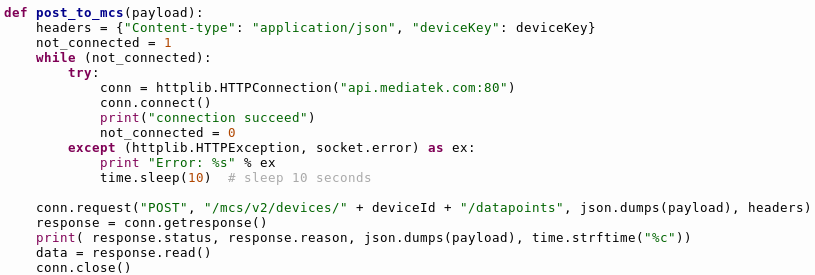 def post_to_mcs(payload):
    headers = {"Content-type": "application/json", "deviceKey": deviceKey}
    not_connected = 1
    while (not_connected):
        try:
            conn = httplib.HTTPConnection("api.mediatek.com:80")
            conn.connect()
            print("connection succeed")
            not_connected = 0
        except (httplib.HTTPException, socket.error) as ex:
            print "Error: %s" % ex
            time.sleep(10)  # sleep 10 seconds

    conn.request("POST", "/mcs/v2/devices/" + deviceId + "/datapoints", json.dumps(payload), headers)
    response = conn.getresponse()
    print( response.status, response.reason, json.dumps(payload), time.strftime("%c"))
    data = response.read()
    conn.close()